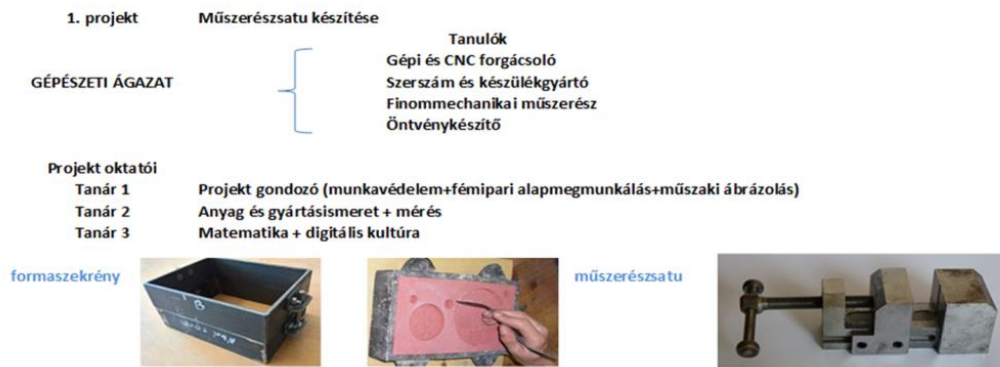 1. projekt Műszerészsatu készítése
Tanulók
Gépi és CNC forgácsoló
GÉPÉSZETI ÁGAZAT Szerszám és készülékgyártó
Finommechanikai műszerész
Öntvénykészítő
Projekt oktatói
Tanár 1 Projekt gondozó (munkavédelem+fémipari alapmegmunkálás+műszaki ábrázolás)
Tanár 2 Anyag és gyártásismeret + mérés
Tanár 3 Matematika + digitális kultúra
formaszekrény műszerészsatu